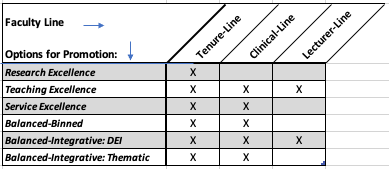 Faculty Line
Tenure-Line Clinical-Line Lecturer-Line
Options for Promotion:
Research Excellence X
Teaching Excellence X X X
Service Excellence X X
Balanced-Binned X X
Balanced-Integrative: DEI X X X
Balanced-Integrative: Thematic X X